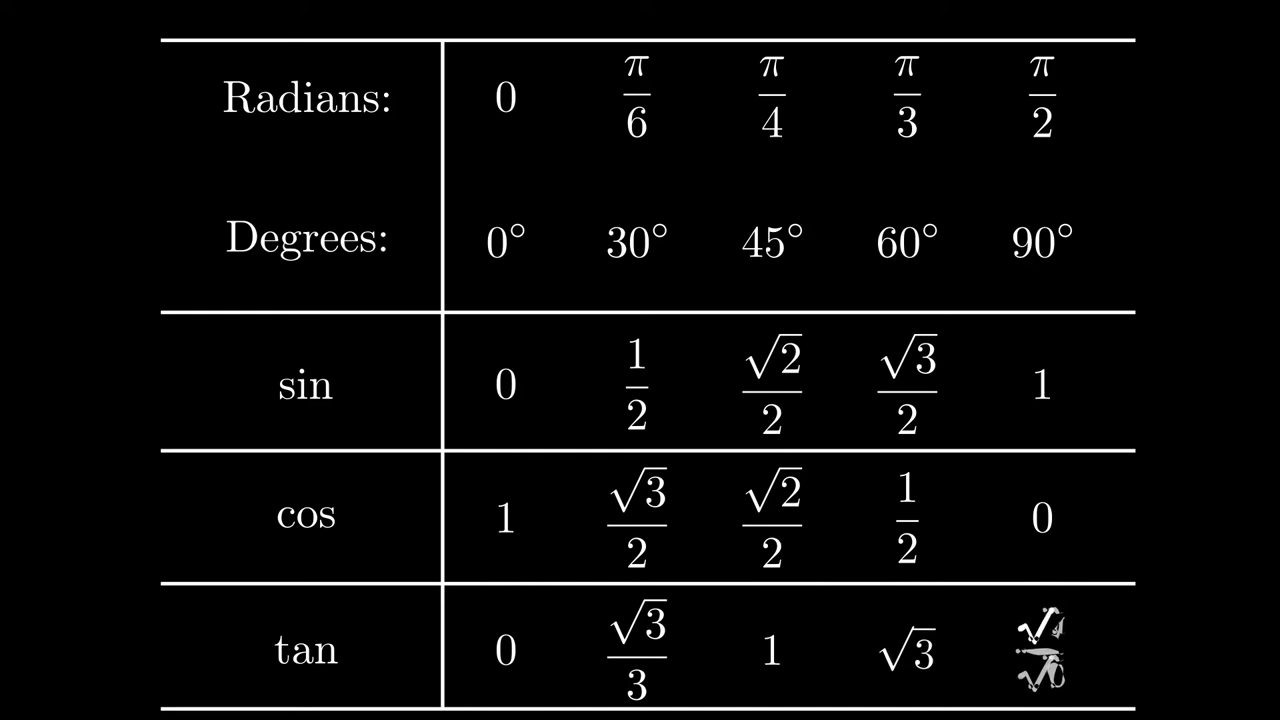 Radians: 0 π/6 π/4 π/3 π/2
Degrees: 0° 30° 45° 60° 90°
sin 0 1/2 √2/2 √3/2 1
cos 1 √3/2 √2/2 1/2 0
tan 0 √3/3 1 √3